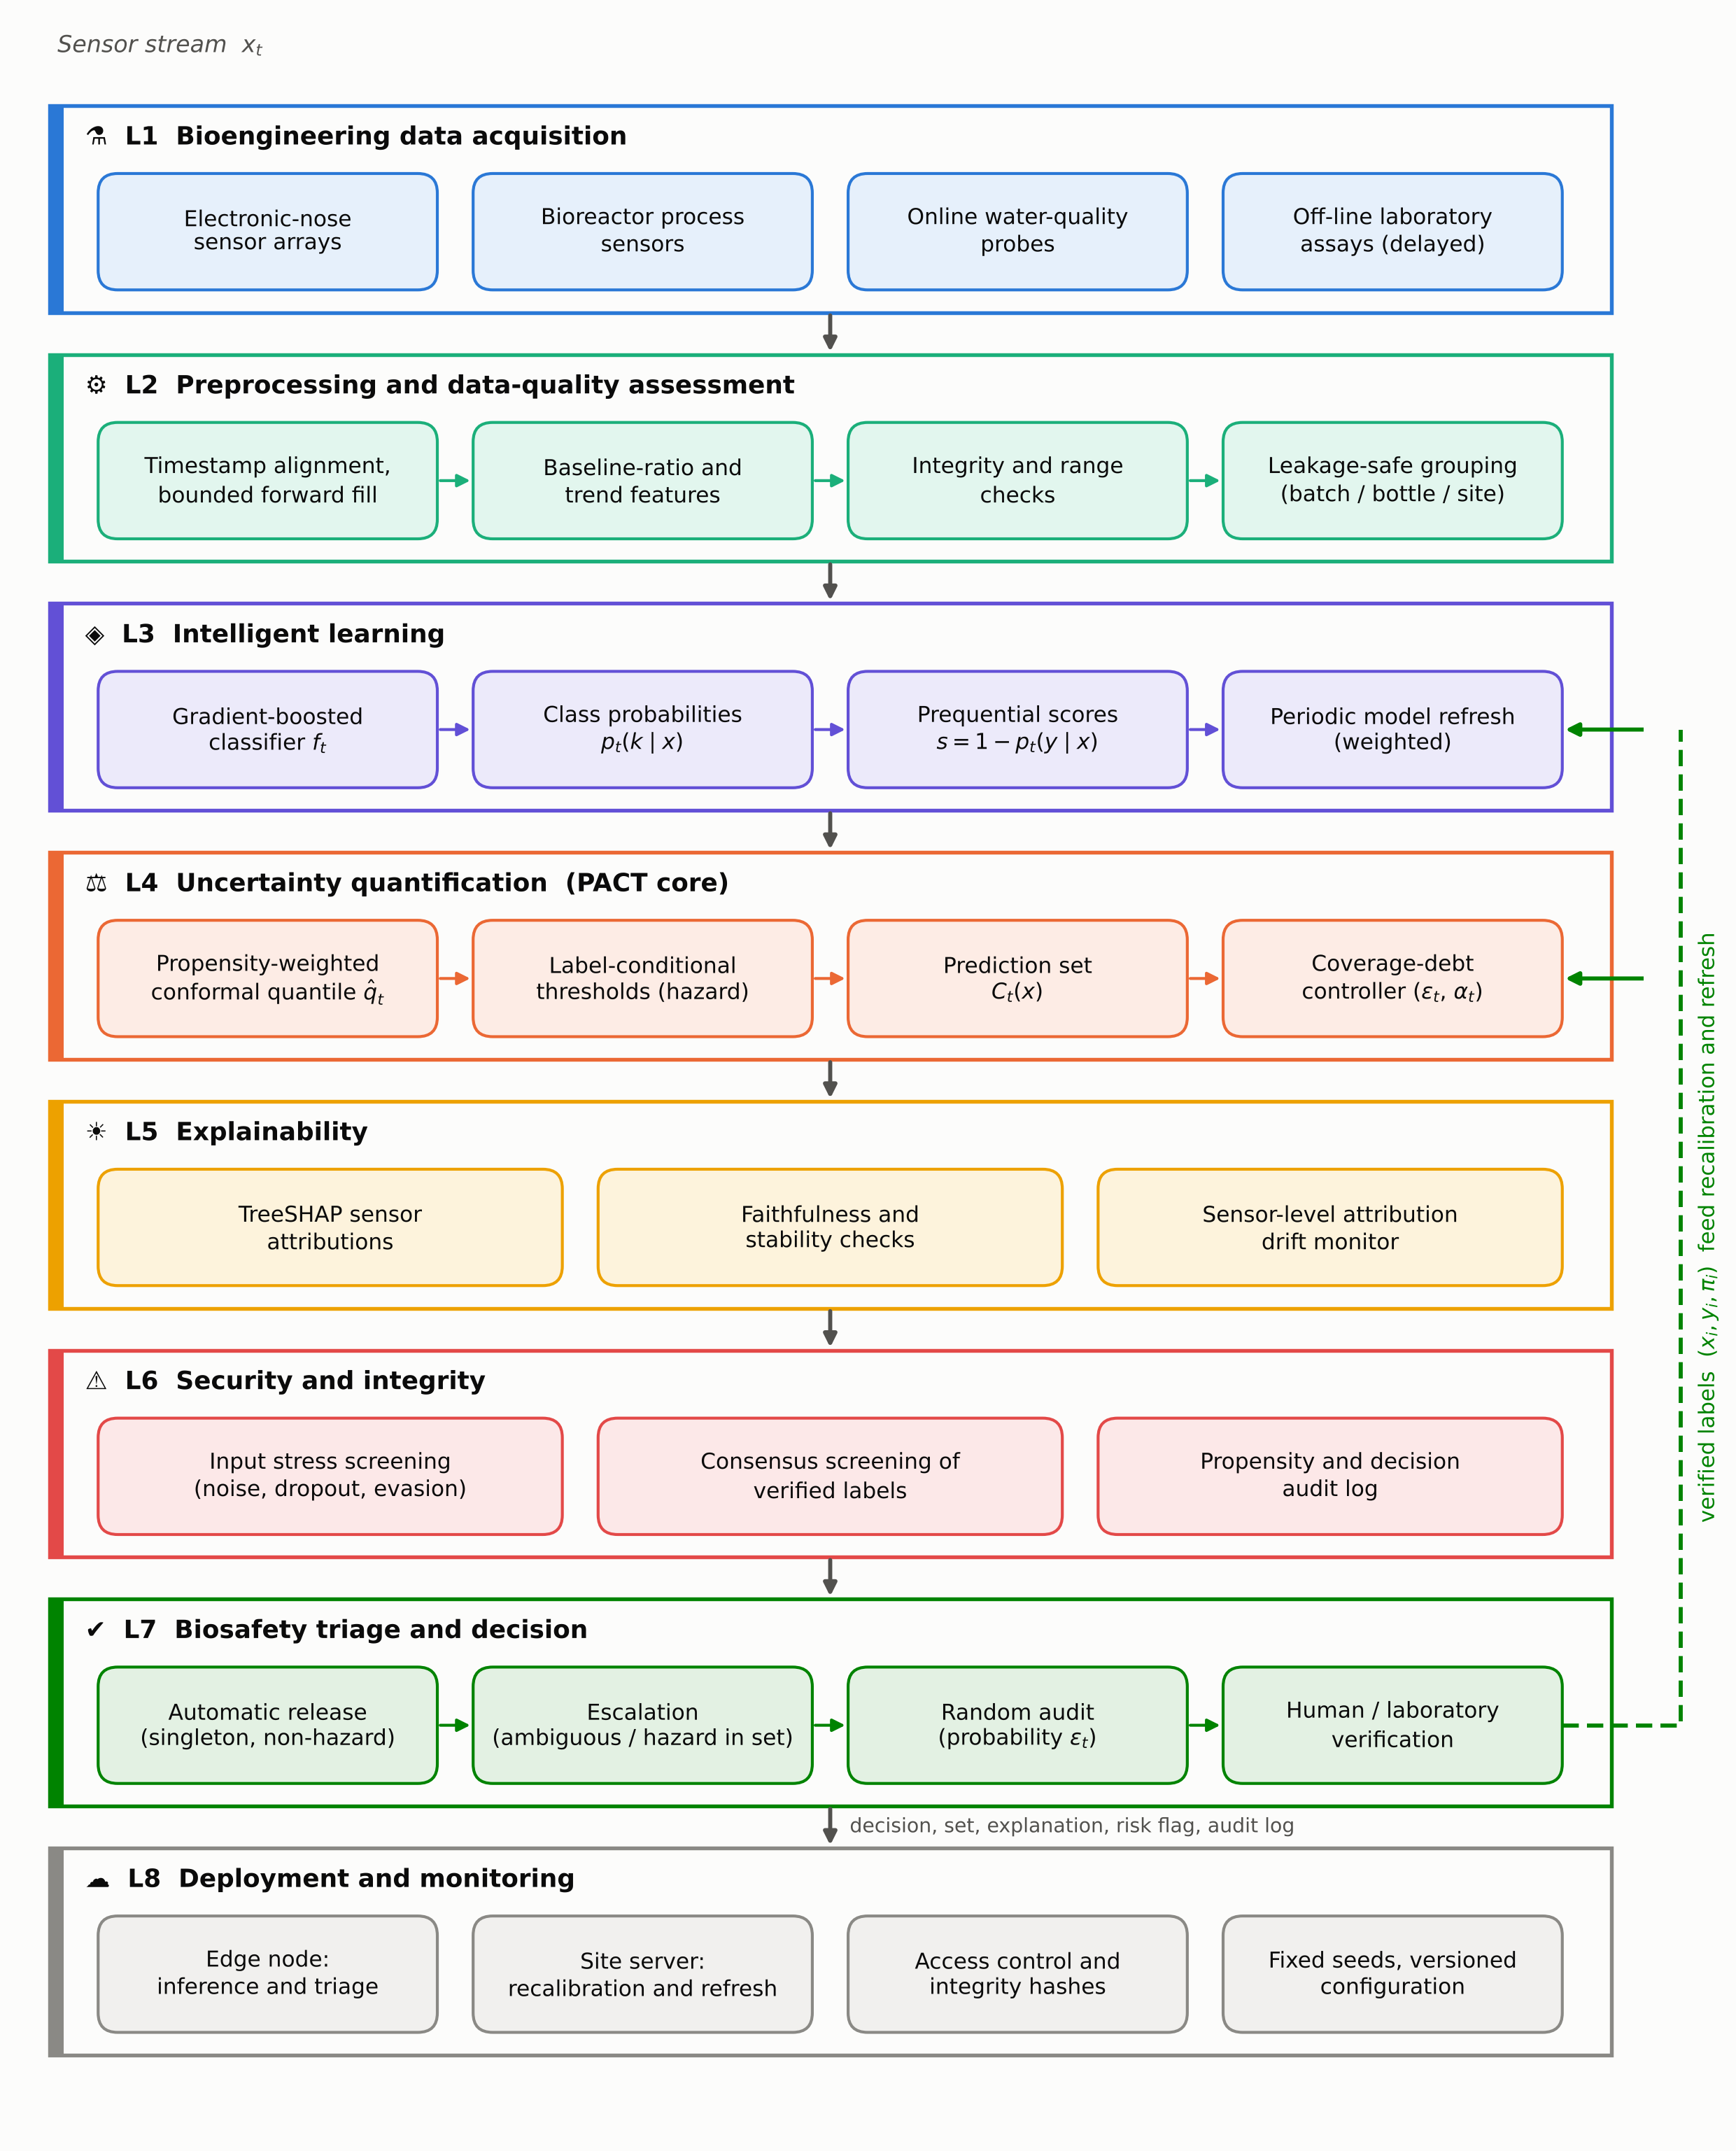 Sensor stream x_t
⚗ L1 Bioengineering data acquisition
Electronic-nose
sensor arrays
Bioreactor process
sensors
Online water-quality
probes
Off-line laboratory
assays (delayed)
⚙ L2 Preprocessing and data-quality assessment
Timestamp alignment,
bounded forward fill
Baseline-ratio and
trend features
Integrity and range
checks
Leakage-safe grouping
(batch / bottle / site)
◈ L3 Intelligent learning
Gradient-boosted
classifier f_t
Class probabilities
p_t(k | x)
Prequential scores
s = 1 − p_t(y | x)
Periodic model refresh
(weighted)
⚖ L4 Uncertainty quantification (PACT core)
Propensity-weighted
conformal quantile q̂_t
Label-conditional
thresholds (hazard)
Prediction set
C_t(x)
Coverage-debt
controller (ε_t, α_t)
☀ L5 Explainability
TreeSHAP sensor
attributions
Faithfulness and
stability checks
Sensor-level attribution
drift monitor
⚠ L6 Security and integrity
Input stress screening
(noise, dropout, evasion)
Consensus screening of
verified labels
Propensity and decision
audit log
✔ L7 Biosafety triage and decision
Automatic release
(singleton, non-hazard)
Escalation
(ambiguous / hazard in set)
Random audit
(probability ε_t)
Human / laboratory
verification
verified labels (x_i, y_i, π_i) feed recalibration and refresh
decision, set, explanation, risk flag, audit log
☁ L8 Deployment and monitoring
Edge node:
inference and triage
Site server:
recalibration and refresh
Access control and
integrity hashes
Fixed seeds, versioned
configuration